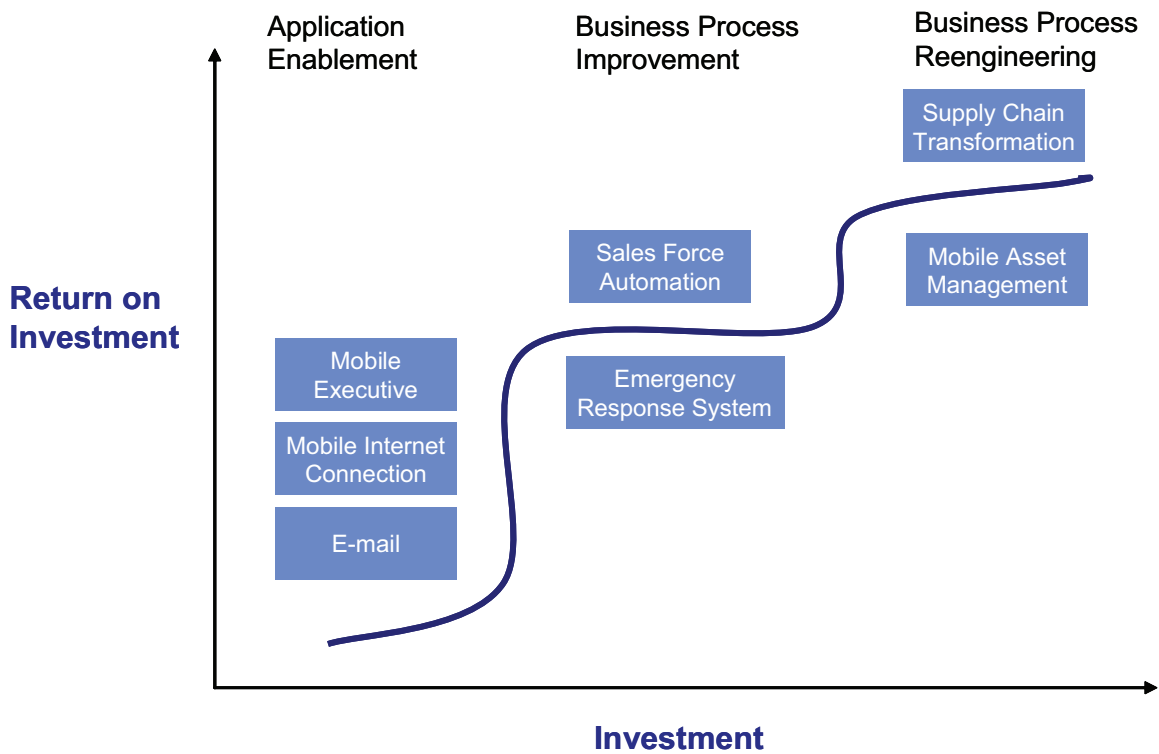 Application
Enablement
Business Process
Improvement
Business Process
Reengineering
Supply Chain
Transformation
Sales Force
Automation
Mobile Asset
Management
Return on
Investment
Mobile
Executive
Emergency
Response System
Mobile Internet
Connection
E-mail
Investment